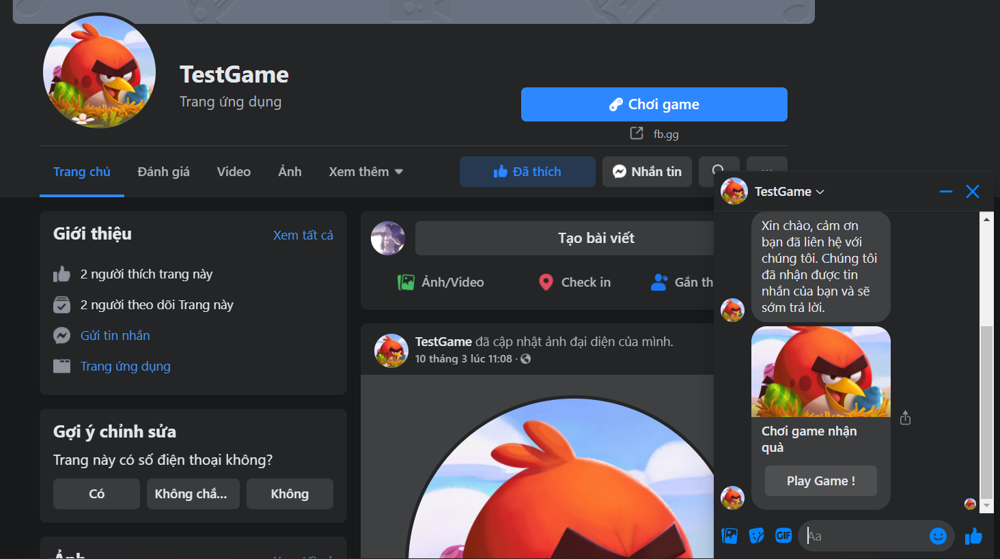 TestGame
Trang ứng dụng
Chơi game
fb.gg
Trang chủ
Đánh giá
Video
Ảnh
Xem thêm
Đã thích
Nhắn tin
Giới thiệu
Xem tất cả
2 người thích trang này
2 người theo dõi Trang này
Gửi tin nhắn
Trang ứng dụng
Gợi ý chỉnh sửa
Trang này có số điện thoại không?
Có
Không chắ...
Không
Ảnh
Tạo bài viết
Ảnh/Video
Check in
Gắn th
TestGame đã cập nhật ảnh đại diện của mình.
10 tháng 3 lúc 11:08 ·
TestGame
Xin chào, cảm ơn
bạn đã liên hệ với
chúng tôi. Chúng tôi
đã nhận được tin
nhắn của bạn và sẽ
sớm trả lời.
Chơi game nhận
quà
Play Game !
GIF
Aa